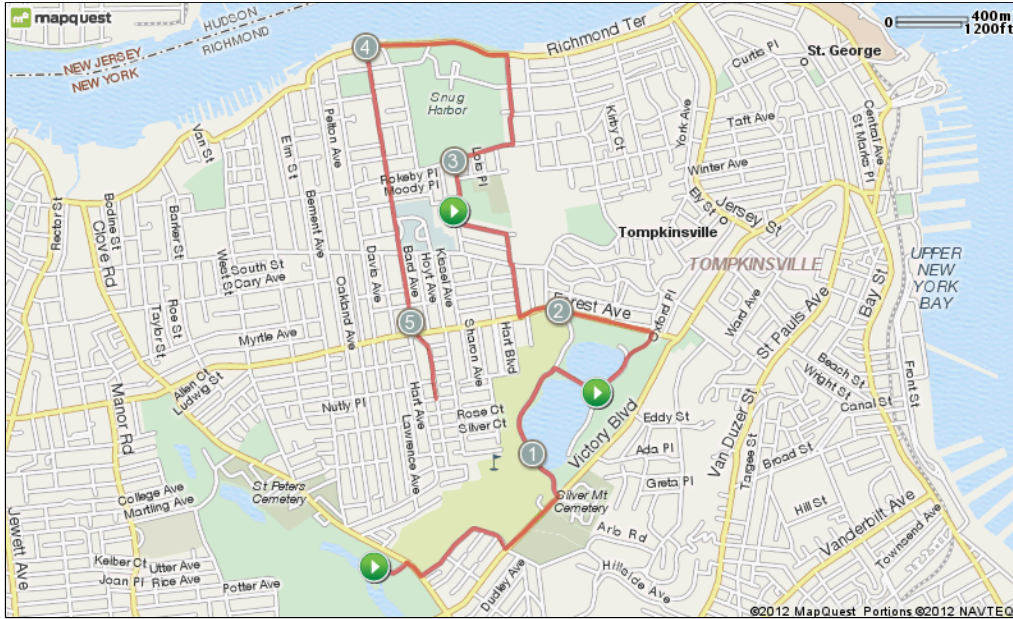 mapquest
HUDSON
RICHMOND
NEW JERSEY
NEW YORK
0
400m
1200ft
Richmond Ter
St. George
Curtis Pl
4
Snug
Harbor
Pelton Ave
Van St
Elm St
Bement Ave
Kirby Ct
York Ave
Taft Ave
Central Ave
St Marks Pl
3
Lois Pl
Rokeby Pl
Moody Pl
Winter Ave
Ely St
Jersey St
Tompkinsville
TOMPKINSVILLE
Rector St
Bodine St
Clove Rd
Barker St
West St
South St
Cary Ave
Davis Ave
Bard Ave
Hoyt Ave
Kissel Ave
Oakland Ave
UPPER
NEW
YORK
BAY
Bay St
St Pauls Ave
Ward Ave
Oxford Pl
Forest Ave
2
5
Roe St
Taylor St
Myrtle Ave
Sharon Ave
Hart Blvd
Allen Ct
Ludwig St
Manor Rd
Nutly Pl
Hart Ave
Lawrence Ave
Rose Ct
Silver Ct
Beach St
Wright St
Canal St
Front St
Victory Blvd
Eddy St
Ada Pl
Greta Pl
Van Duzer St
Targee St
Broad St
1
St Peters
Cemetery
College Ave
Martling Ave
Silver Mt
Cemetery
Arlo Rd
Hill St
Vanderbilt Ave
Townsend Ave
Jewett Ave
Keiber Ct
Utter Ave
Joan Pl
Rice Ave
Potter Ave
Dudley Ave
Hillside Ave
©2012 MapQuest Portions ©2012 NAVTEQ